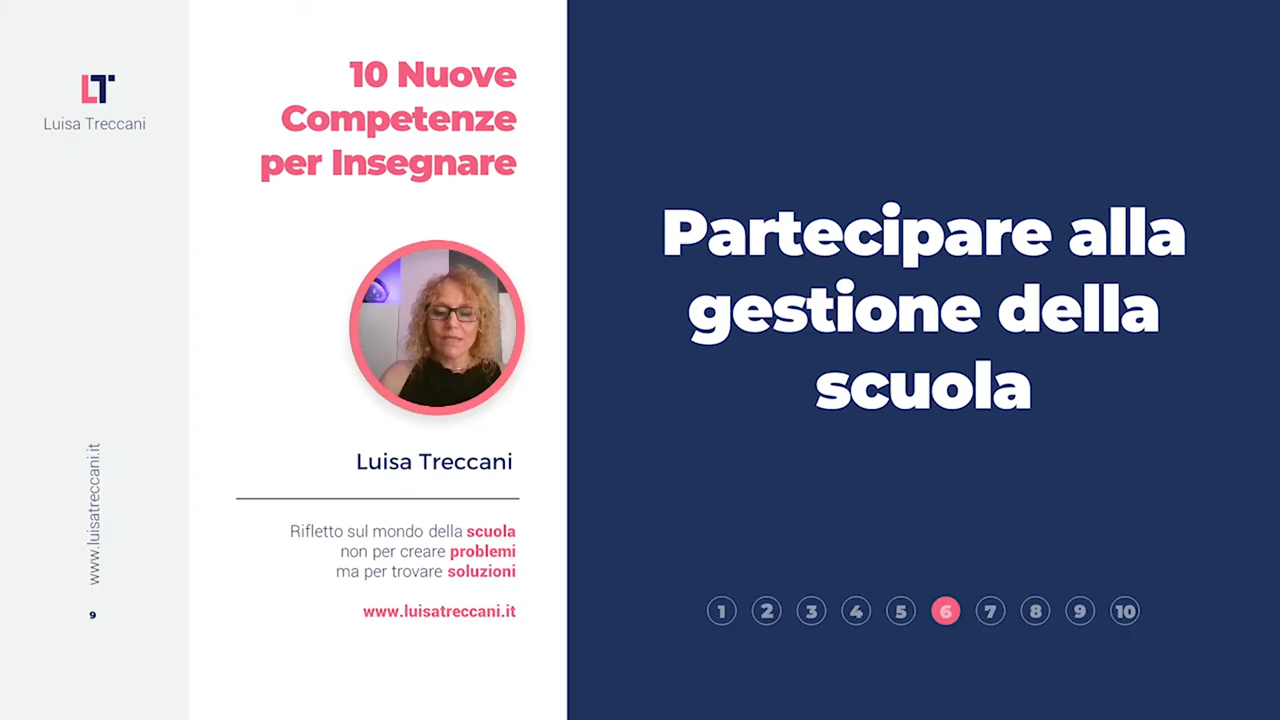 LT
Luisa Treccani
www.luisatreccani.it
9
10 Nuove
Competenze
per Insegnare
Luisa Treccani
Rifletto sul mondo della scuola
non per creare problemi
ma per trovare soluzioni
www.luisatreccani.it
Partecipare alla
gestione della
scuola
1 2 3 4 5 6 7 8 9 10